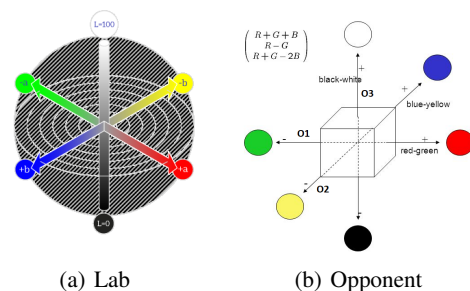 L=100
-a
-b
+b
+a
L=0
(a) Lab
R+G+B
R-G
R+G-2B
black-white
+
O3
+
blue-yellow
-
O1
+
red-green
-
O2
-
(b) Opponent